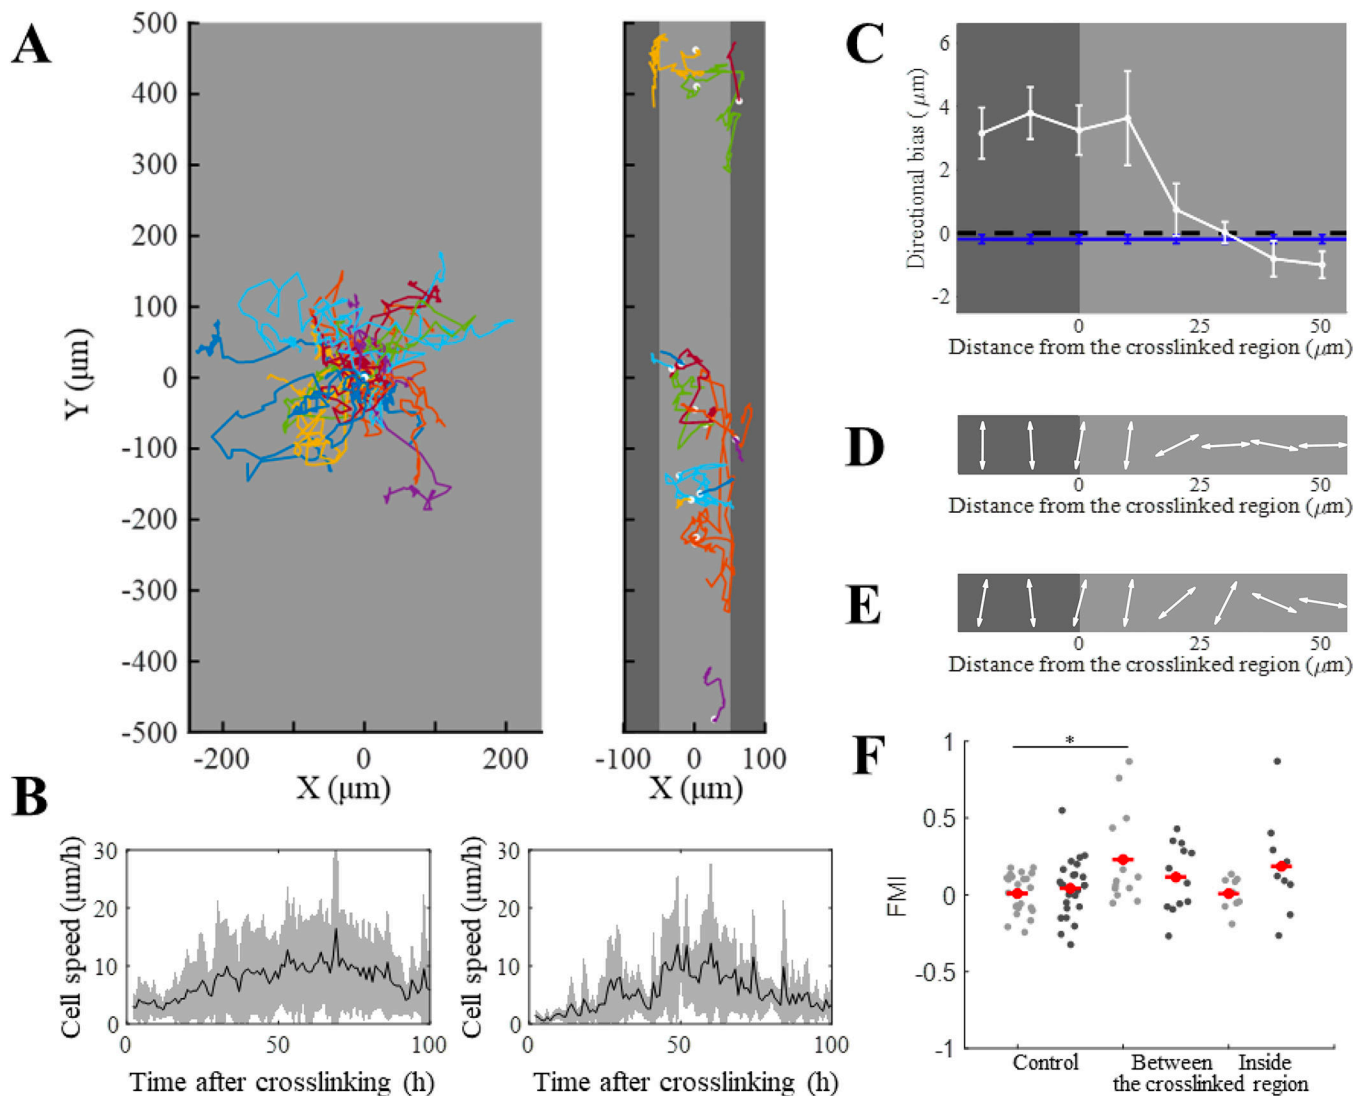 A
500
400
300
200
100
0
-100
-200
-300
-400
-500
Y (μm)
-200
0
200
X (μm)
-100
0
100
X (μm)
B
30
20
10
0
Cell speed (μm/h)
0
50
100
Time after crosslinking (h)
30
20
10
0
Cell speed (μm/h)
0
50
100
Time after crosslinking (h)
C
6
4
2
0
-2
Directional bias (μm)
0
25
50
Distance from the crosslinked region (μm)
D
0
25
50
Distance from the crosslinked region (μm)
E
0
25
50
Distance from the crosslinked region (μm)
F
1
0.5
0
-0.5
-1
FMI
*
Control
Between
Inside
the crosslinked region